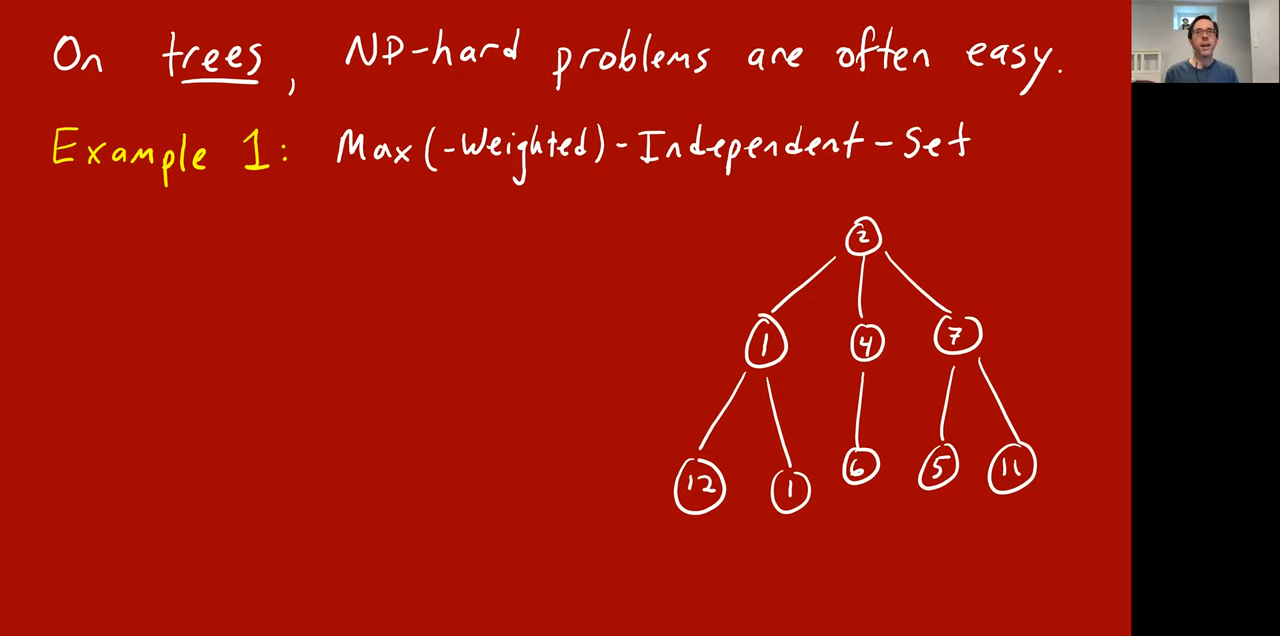 On trees, NP-hard problems are often easy.
Example 1: Max(-Weighted)-Independent-Set
2
1 4 7
12 1 6 5 11